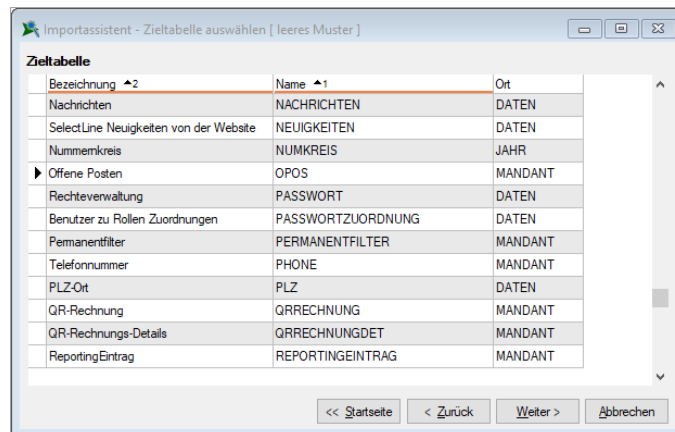 Importassistent - Zieltabelle auswählen [ leeres Muster ]
Zieltabelle
Bezeichnung 2 Name 1 Ort
Nachrichten NACHRICHTEN DATEN
SelectLine Neuigkeiten von der Website NEUIGKEITEN DATEN
Nummernkreis NUMKREIS JAHR
Offene Posten OPOS MANDANT
Rechteverwaltung PASSWORT DATEN
Benutzer zu Rollen Zuordnungen PASSWORTZUORDNUNG DATEN
Permanentfilter PERMANENTFILTER MANDANT
Telefonnummer PHONE MANDANT
PLZ-Ort PLZ DATEN
QR-Rechnung QRRECHNUNG MANDANT
QR-Rechnungs-Details QRRECHNUNGDET MANDANT
ReportingEintrag REPORTINGEINTRAG MANDANT
<< Startseite < Zurück Weiter > Abbrechen